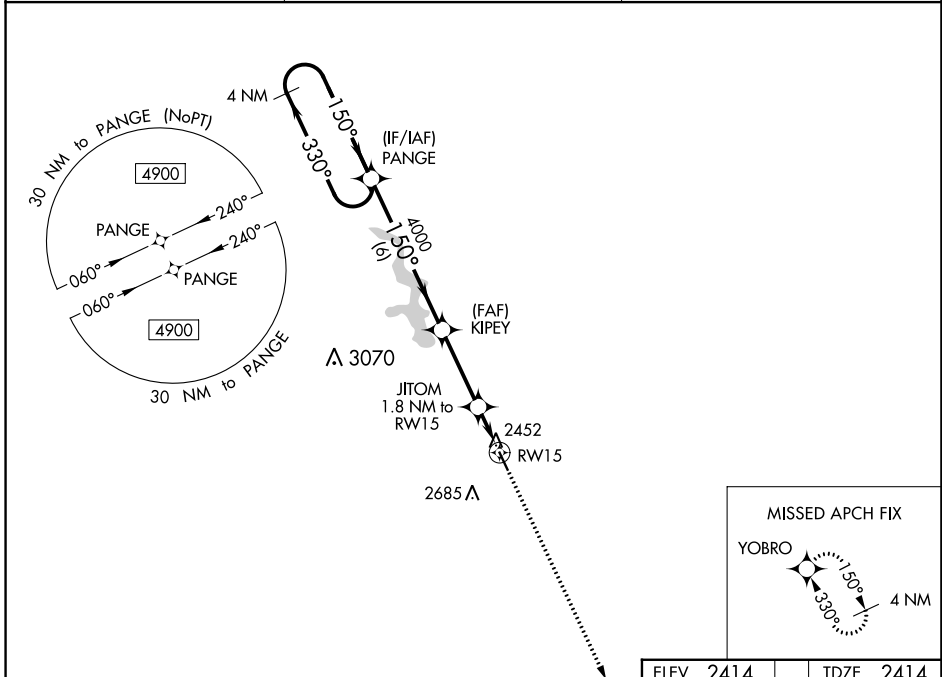 30 NM to PANGE (NoPT)
4900
240°
PANGE
060°
240°
PANGE
060°
4900
30 NM to PANGE
4 NM
150°
330°
(IF/IAF)
PANGE
4000
150°
(6)
(FAF)
KIPEY
3070
JITOM
1.8 NM to
RW15
2452
RW15
2685
MISSED APCH FIX
YOBRO
150°
330°
4 NM
ELEV 2414 TDZE 2414